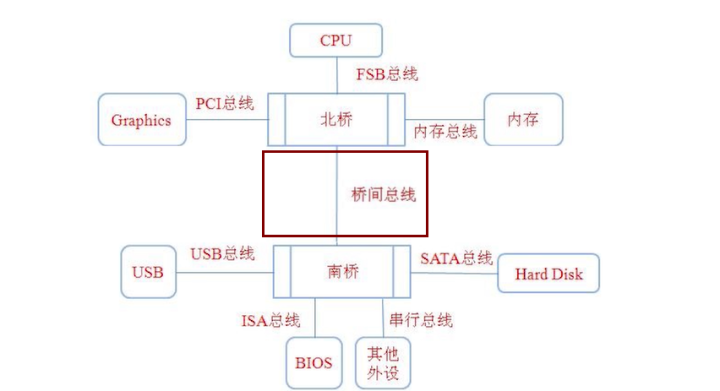 CPU
FSB总线
PCI总线
Graphics
北桥
内存总线
内存
桥间总线
USB总线
USB
南桥
SATA总线
Hard Disk
ISA总线
串行总线
BIOS
其他
外设